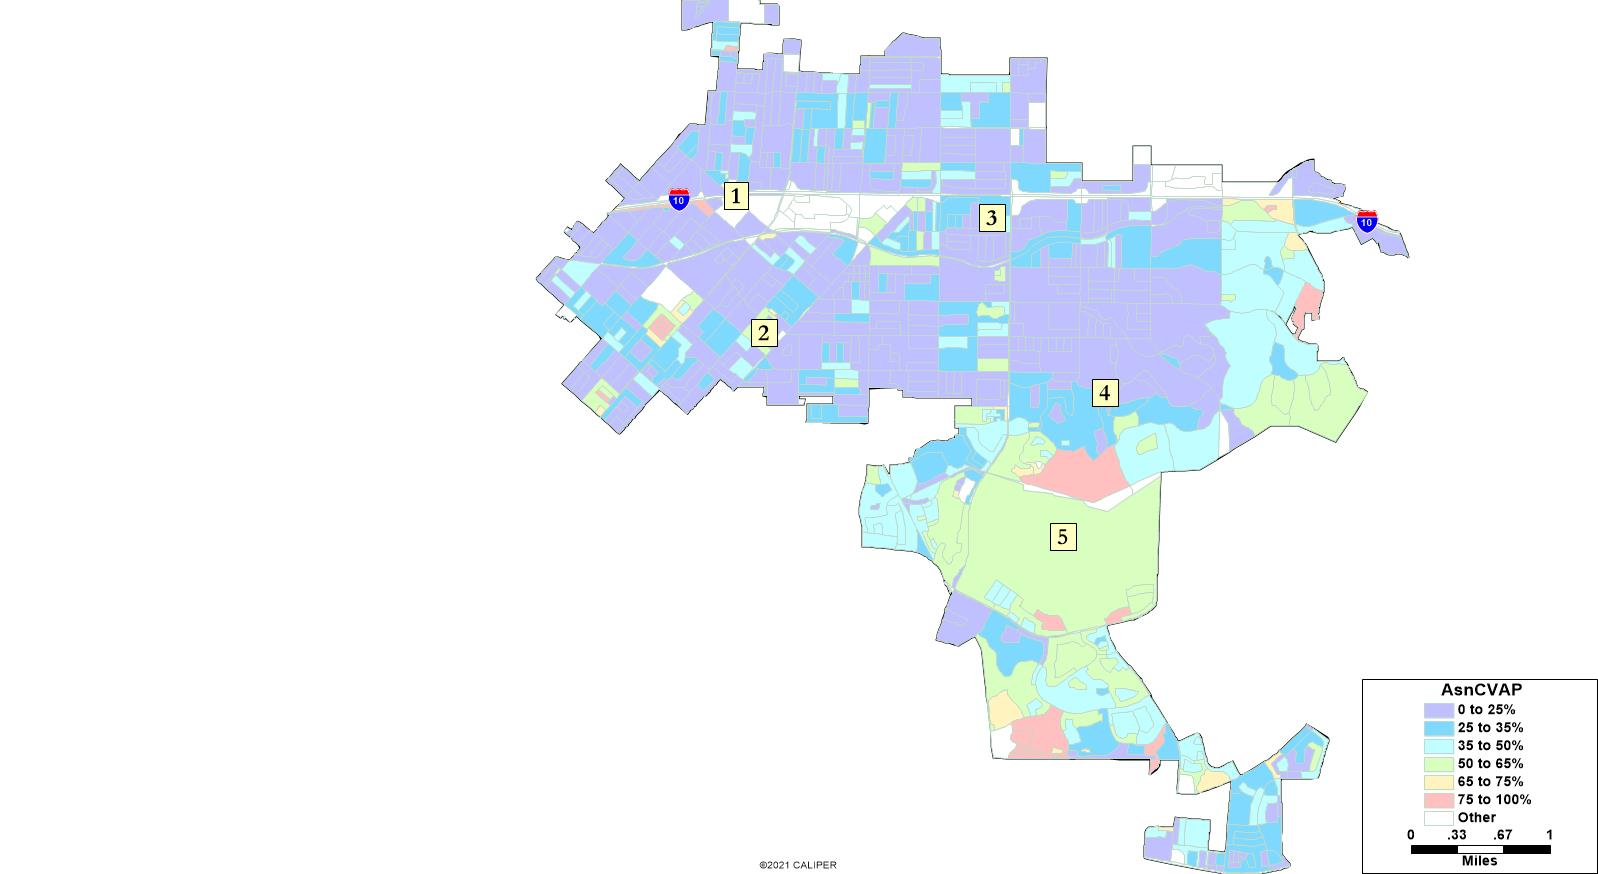 1
10
3
10
2
4
5
AsnCVAP
0 to 25%
25 to 35%
35 to 50%
50 to 65%
65 to 75%
75 to 100%
Other
0 .33 .67 1
Miles
©2021 CALIPER